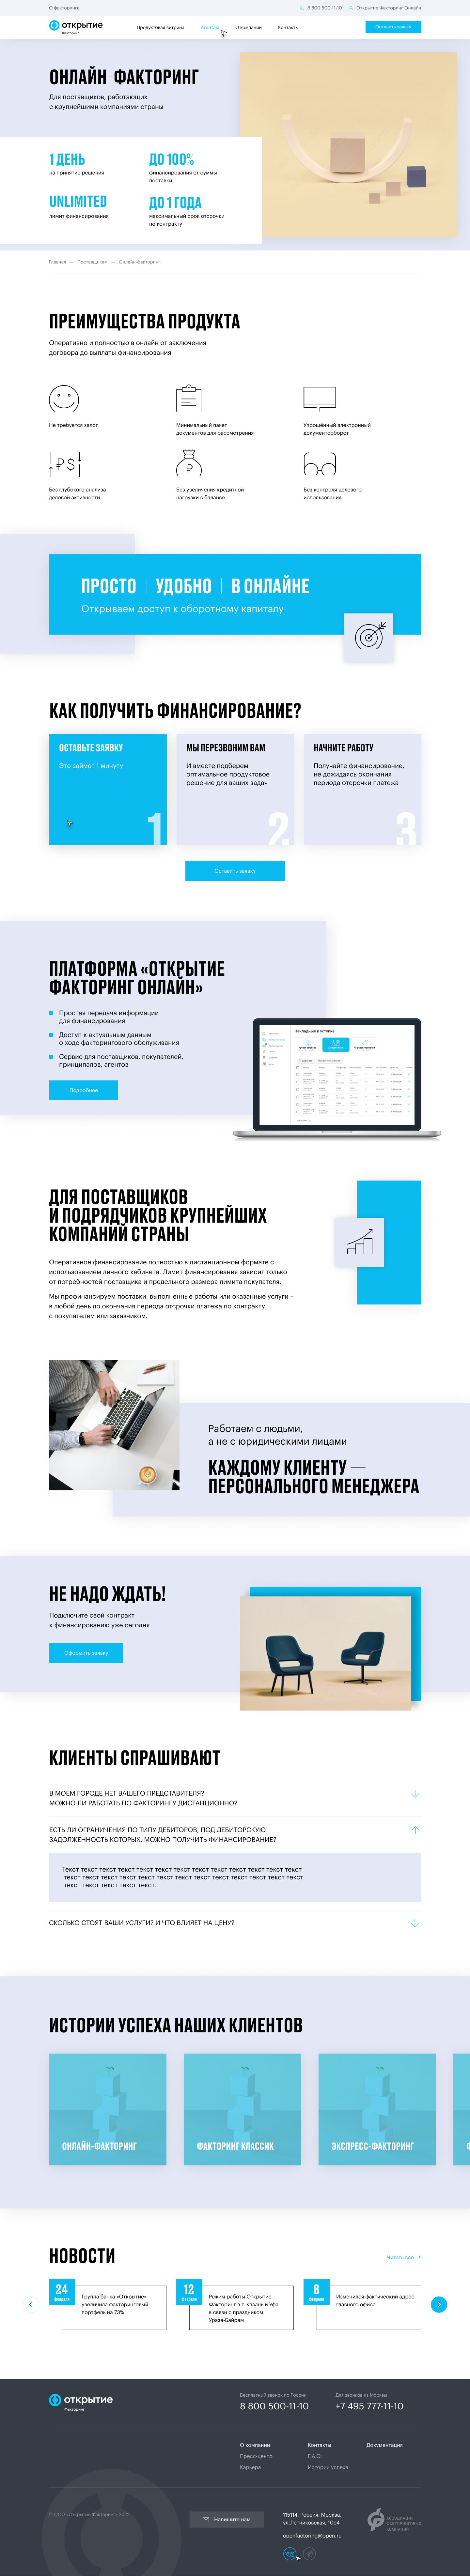 О факторинге
8 800 500-11-10
Открытие Факторинг Онлайн
открытие
Факторинг
Продуктовая витрина
Агентам
О компании
Контакты
Оставить заявку
ОНЛАЙН-ФАКТОРИНГ
Для поставщиков, работающих
с крупнейшими компаниями страны
1 ДЕНЬ
на принятие решения
ДО 100%
финансирования от суммы
поставки
UNLIMITED
лимит финансирования
ДО 1 ГОДА
максимальный срок отсрочки
по контракту
Главная — Поставщикам — Онлайн-факторинг
ПРЕИМУЩЕСТВА ПРОДУКТА
Оперативно и полностью в онлайн от заключения
договора до выплаты финансирования
Не требуется залог
Минимальный пакет
документов для рассмотрения
Упрощённый электронный
документооборот
Без глубокого анализа
деловой активности
Без увеличения кредитной
нагрузки в балансе
Без контроля целевого
использования
ПРОСТО + УДОБНО + В ОНЛАЙНЕ
Открываем доступ к оборотному капиталу
КАК ПОЛУЧИТЬ ФИНАНСИРОВАНИЕ?
ОСТАВЬТЕ ЗАЯВКУ
Это займет 1 минуту
1
МЫ ПЕРЕЗВОНИМ ВАМ
И вместе подберем
оптимальное продуктовое
решение для ваших задач
2
НАЧНИТЕ РАБОТУ
Получайте финансирование,
не дожидаясь окончания
периода отсрочки платежа
3
Оставить заявку
ПЛАТФОРМА «ОТКРЫТИЕ
ФАКТОРИНГ ОНЛАЙН»
Простая передача информации
для финансирования
Доступ к актуальным данным
о ходе факторингового обслуживания
Сервис для поставщиков, покупателей,
принципалов, агентов
Подробнее
Накладные к уступке
ДЛЯ ПОСТАВЩИКОВ
И ПОДРЯДЧИКОВ КРУПНЕЙШИХ
КОМПАНИЙ СТРАНЫ
Оперативное финансирование полностью в дистанционном формате с
использованием личного кабинета. Лимит финансирования зависит только
от потребностей поставщика и предельного размера лимита покупателя.
Мы профинансируем поставки, выполненные работы или оказанные услуги –
в любой день до окончания периода отсрочки платежа по контракту
с покупателем или заказчиком.
Работаем с людьми,
а не с юридическими лицами
КАЖДОМУ КЛИЕНТУ —
ПЕРСОНАЛЬНОГО МЕНЕДЖЕРА
НЕ НАДО ЖДАТЬ!
Подключите свой контракт
к финансированию уже сегодня
Оформить заявку
КЛИЕНТЫ СПРАШИВАЮТ
В МОЕМ ГОРОДЕ НЕТ ВАШЕГО ПРЕДСТАВИТЕЛЯ?
МОЖНО ЛИ РАБОТАТЬ ПО ФАКТОРИНГУ ДИСТАНЦИОННО?
ЕСТЬ ЛИ ОГРАНИЧЕНИЯ ПО ТИПУ ДЕБИТОРОВ, ПОД ДЕБИТОРСКУЮ
ЗАДОЛЖЕННОСТЬ КОТОРЫХ, МОЖНО ПОЛУЧИТЬ ФИНАНСИРОВАНИЕ?
Текст текст текст текст текст текст текст текст текст текст текст текст текст
текст текст текст текст текст текст текст текст текст текст текст текст текст
текст текст текст текст текст.
СКОЛЬКО СТОЯТ ВАШИ УСЛУГИ? И ЧТО ВЛИЯЕТ НА ЦЕНУ?
ИСТОРИИ УСПЕХА НАШИХ КЛИЕНТОВ
ОНЛАЙН-ФАКТОРИНГ
ФАКТОРИНГ КЛАССИК
ЭКСПРЕСС-ФАКТОРИНГ
НОВОСТИ
Читать все
24
февраля
Группа банка «Открытие»
увеличила факторинговый
портфель на 73%
12
февраля
Режим работы Открытие
Факторинг в г. Казань и Уфа
в связи с праздником
Ураза-Байрам
8
февраля
Изменился фактический адрес
главного офиса
открытие
Факторинг
Бесплатный звонок по России
8 800 500-11-10
Для звонков из Москвы
+7 495 777-11-10
О компании
Контакты
Документация
Пресс-центр
F.A.Q.
Карьера
Истории успеха
© ООО «Открытие Факторинг», 2022
Напишите нам
115114, Россия, Москва,
ул.Летниковская, 10с4
openfactoring@open.ru
АССОЦИАЦИЯ
ФАКТОРИНГОВЫХ
КОМПАНИЙ